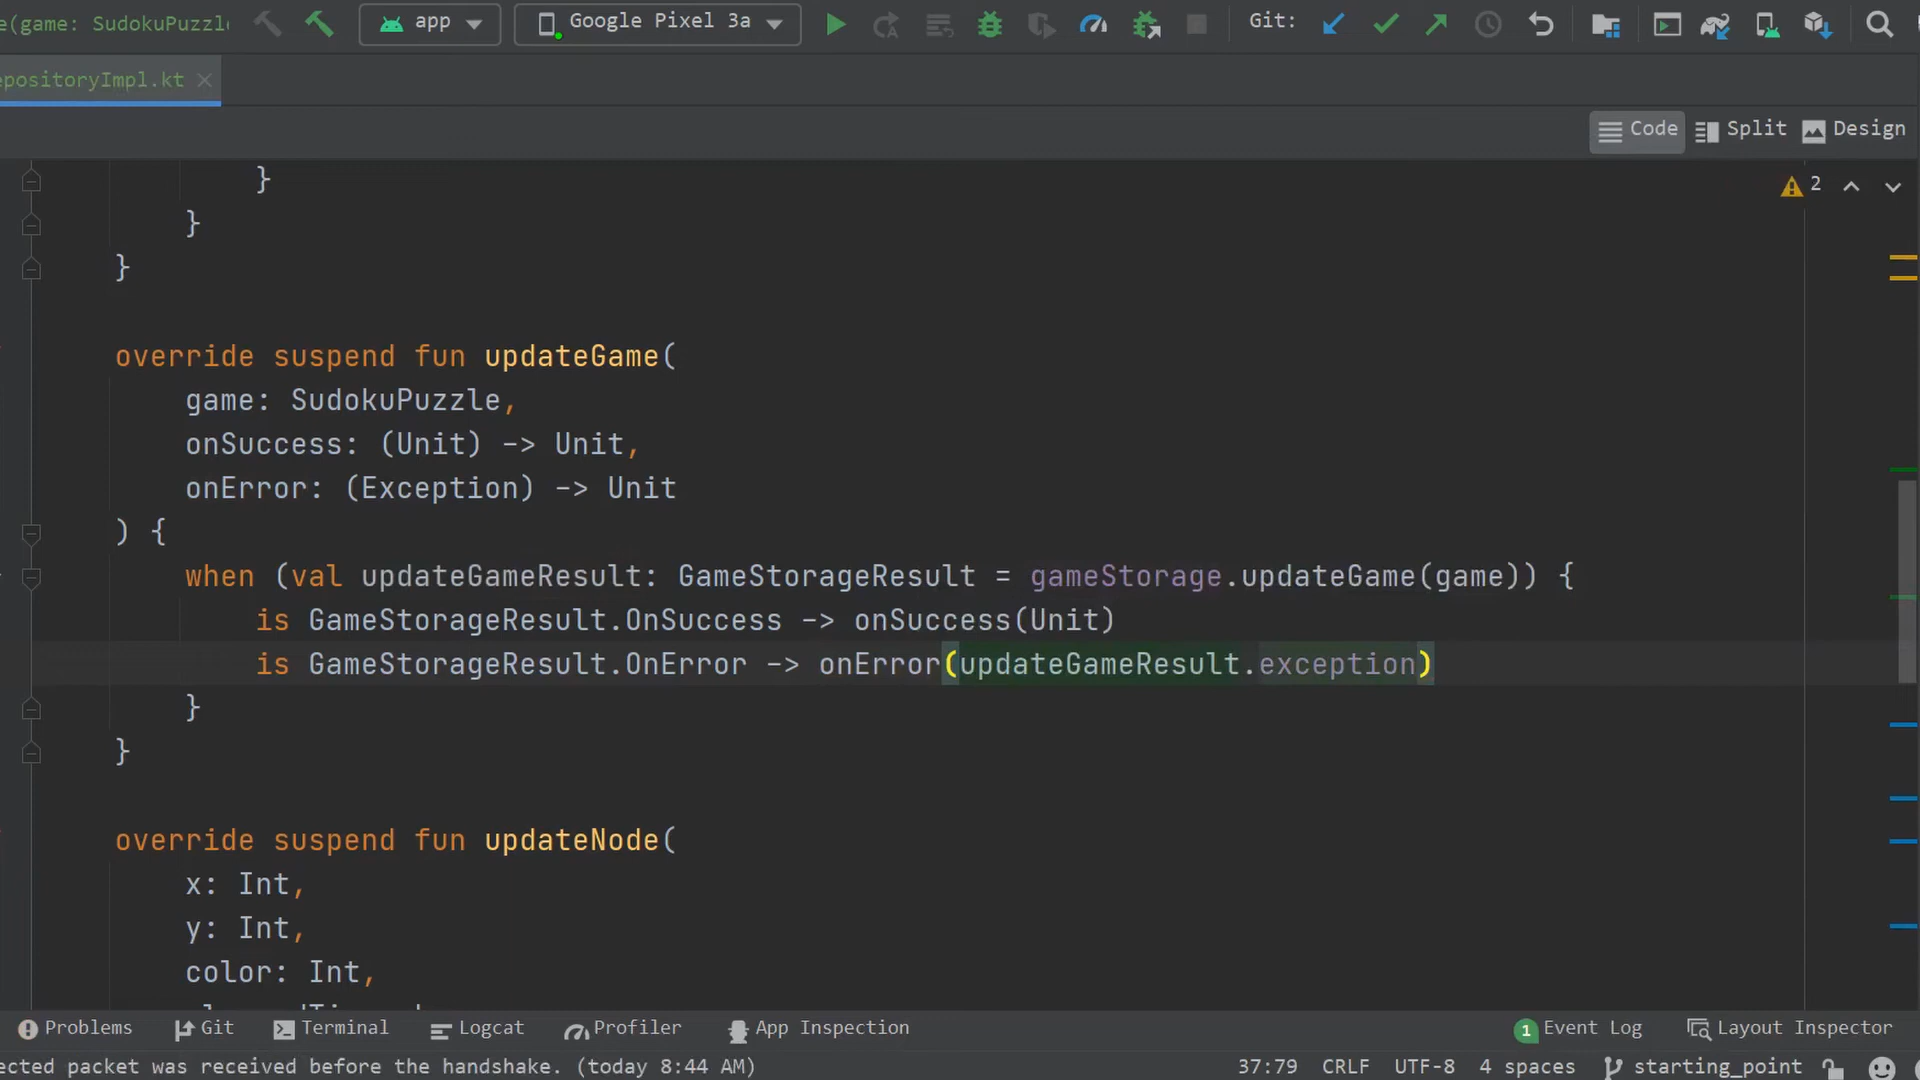 e(game: SudokuPuzzle
app
Google Pixel 3a
Git:
epositoryImpl.kt
Code
Split
Design
}
2
}
}
override suspend fun updateGame(
game: SudokuPuzzle,
onSuccess: (Unit) -> Unit,
onError: (Exception) -> Unit
) {
when (val updateGameResult: GameStorageResult = gameStorage.updateGame(game)) {
is GameStorageResult.OnSuccess -> onSuccess(Unit)
is GameStorageResult.OnError -> onError(updateGameResult.exception)
}
}
override suspend fun updateNode(
x: Int,
y: Int,
color: Int,
Problems
Git
Terminal
Logcat
Profiler
App Inspection
1 Event Log
Layout Inspector
ected packet was received before the handshake. (today 8:44 AM)
37:79
CRLF
UTF-8
4 spaces
starting_point